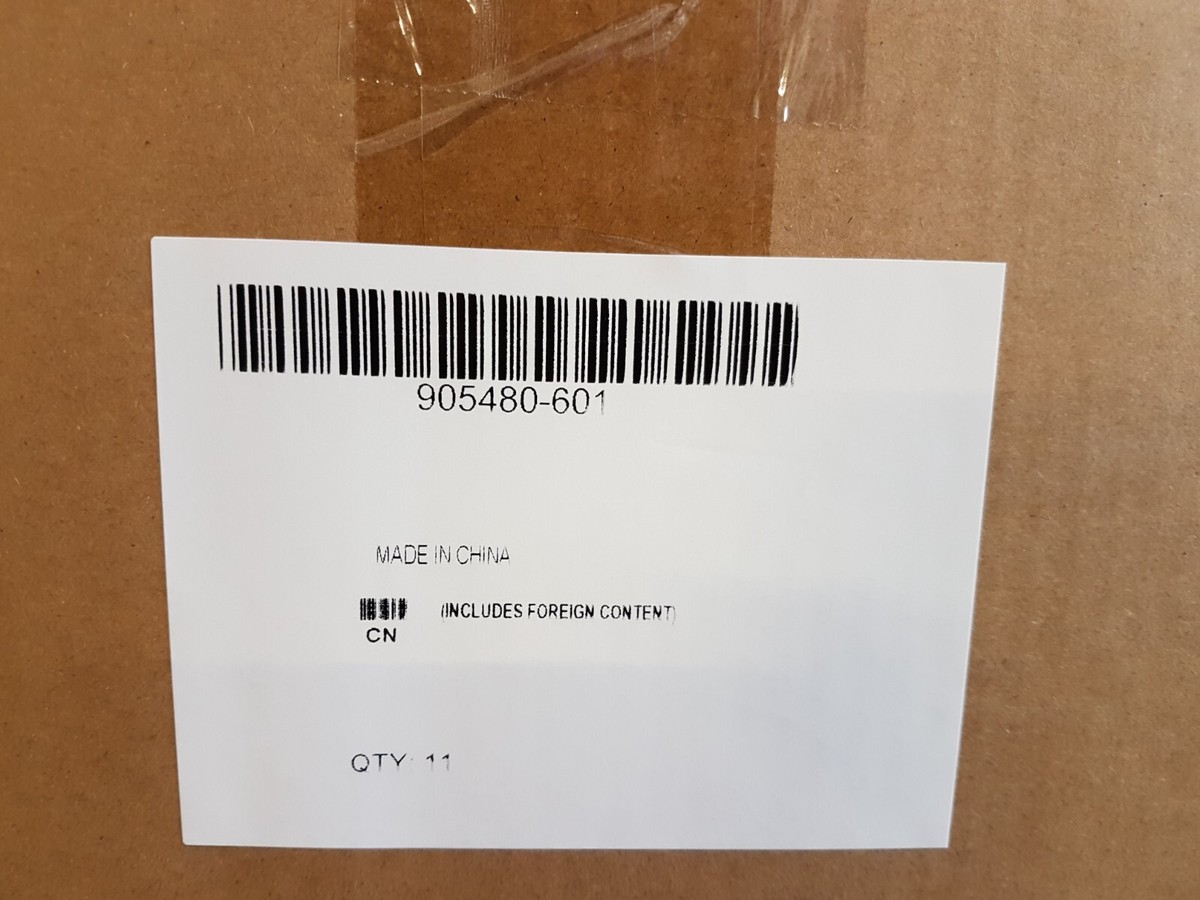 905480-601
MADE IN CHINA
(INCLUDES FOREIGN CONTENT)
CN
QTY: 11